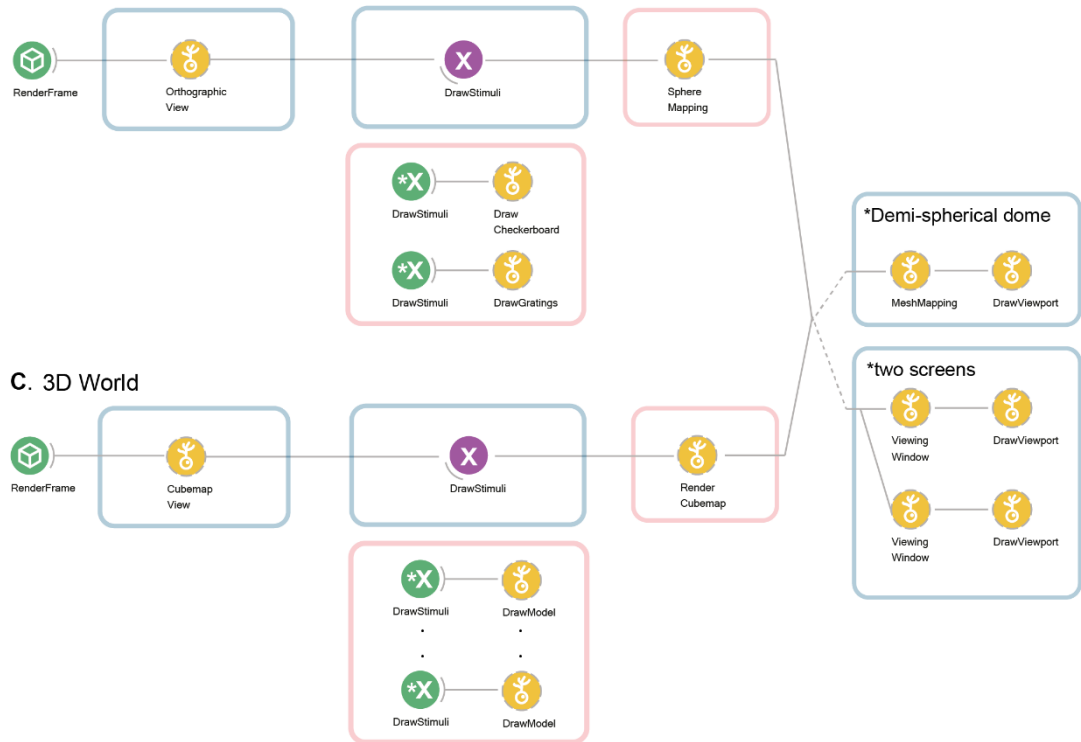 RenderFrame
Orthographic
View
X
DrawStimuli
Sphere
Mapping
*X
DrawStimuli
Draw
Checkerboard
*X
DrawStimuli
DrawGratings
*Demi-spherical dome
MeshMapping
DrawViewport
*two screens
Viewing
Window
DrawViewport
Viewing
Window
DrawViewport
C. 3D World
RenderFrame
Cubemap
View
X
DrawStimuli
Render
Cubemap
*X
DrawStimuli
DrawModel
*X
DrawStimuli
DrawModel